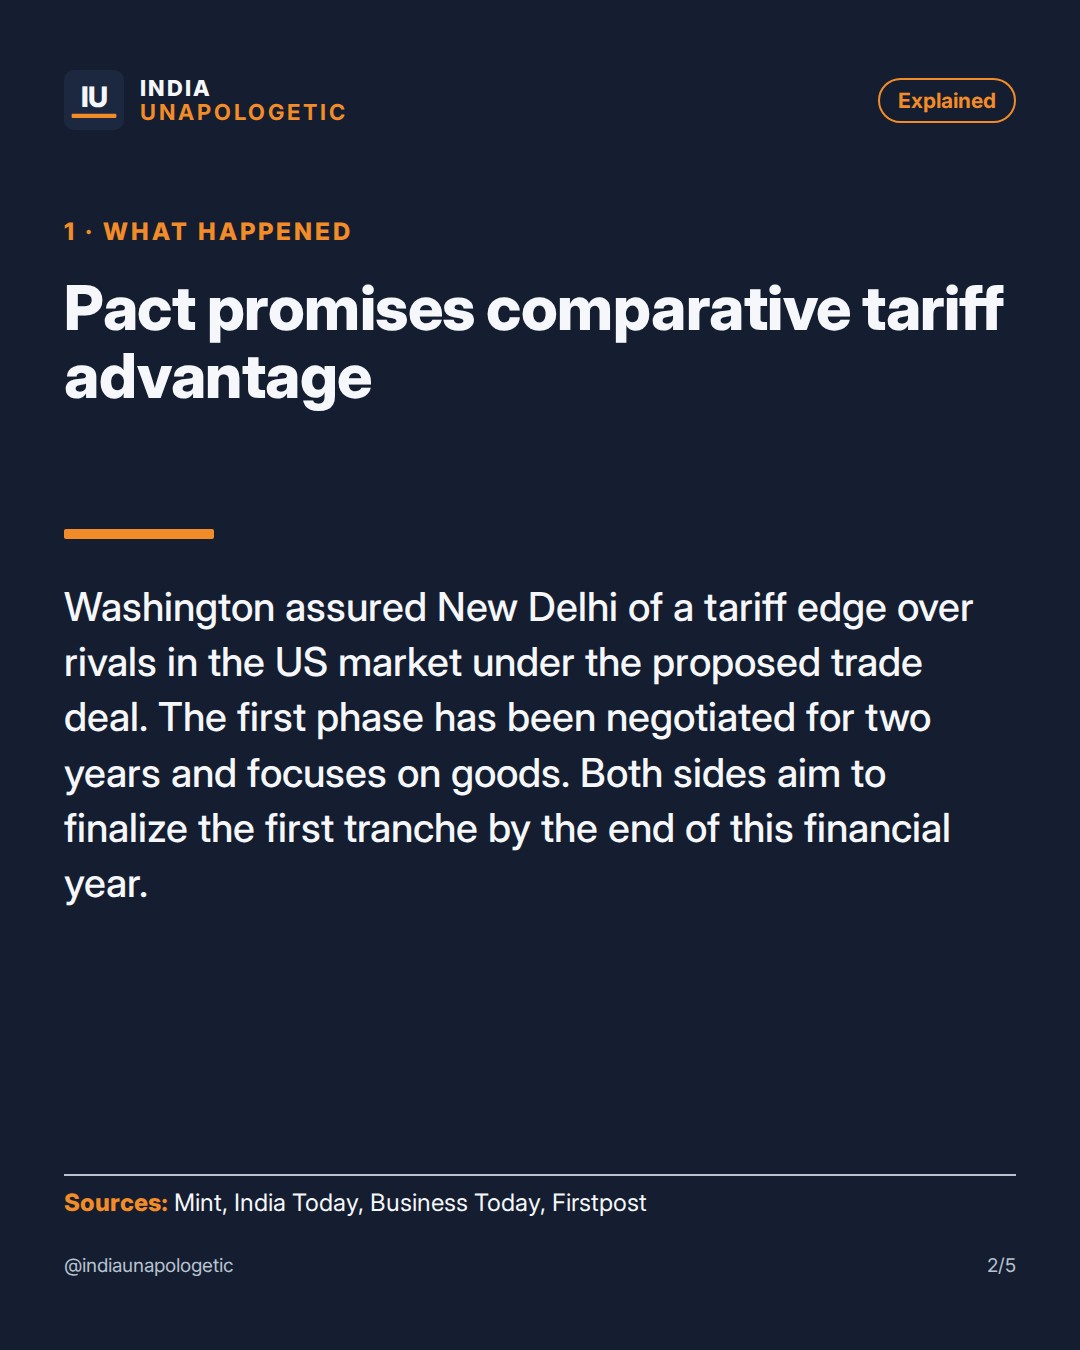 IU
INDIA
UNAPOLOGETIC
Explained
1 · WHAT HAPPENED
Pact promises comparative tariff
advantage
Washington assured New Delhi of a tariff edge over
rivals in the US market under the proposed trade
deal. The first phase has been negotiated for two
years and focuses on goods. Both sides aim to
finalize the first tranche by the end of this financial
year.
Sources: Mint, India Today, Business Today, Firstpost
@indiaunapologetic
2/5